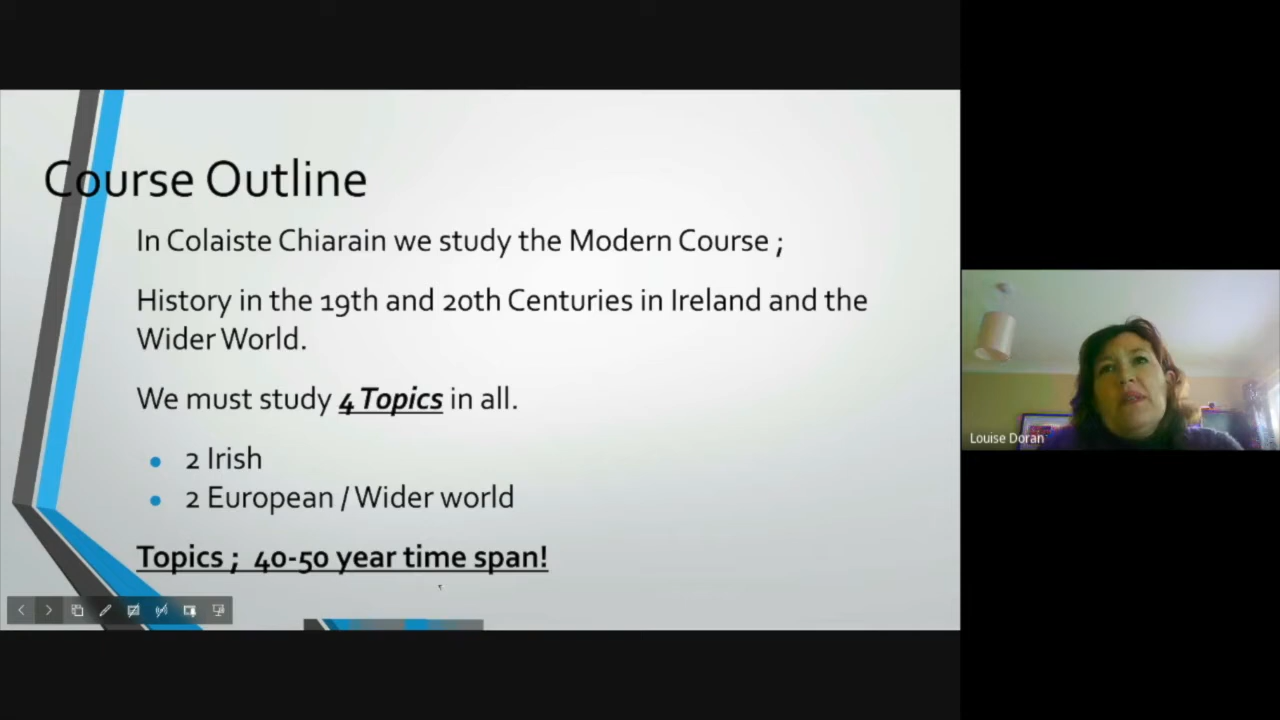 Course Outline
In Colaiste Chiarain we study the Modern Course ;
History in the 19th and 20th Centuries in Ireland and the
Wider World.
We must study 4 Topics in all.
2 Irish
2 European / Wider world
Topics ; 40-50 year time span!
Louise Doran